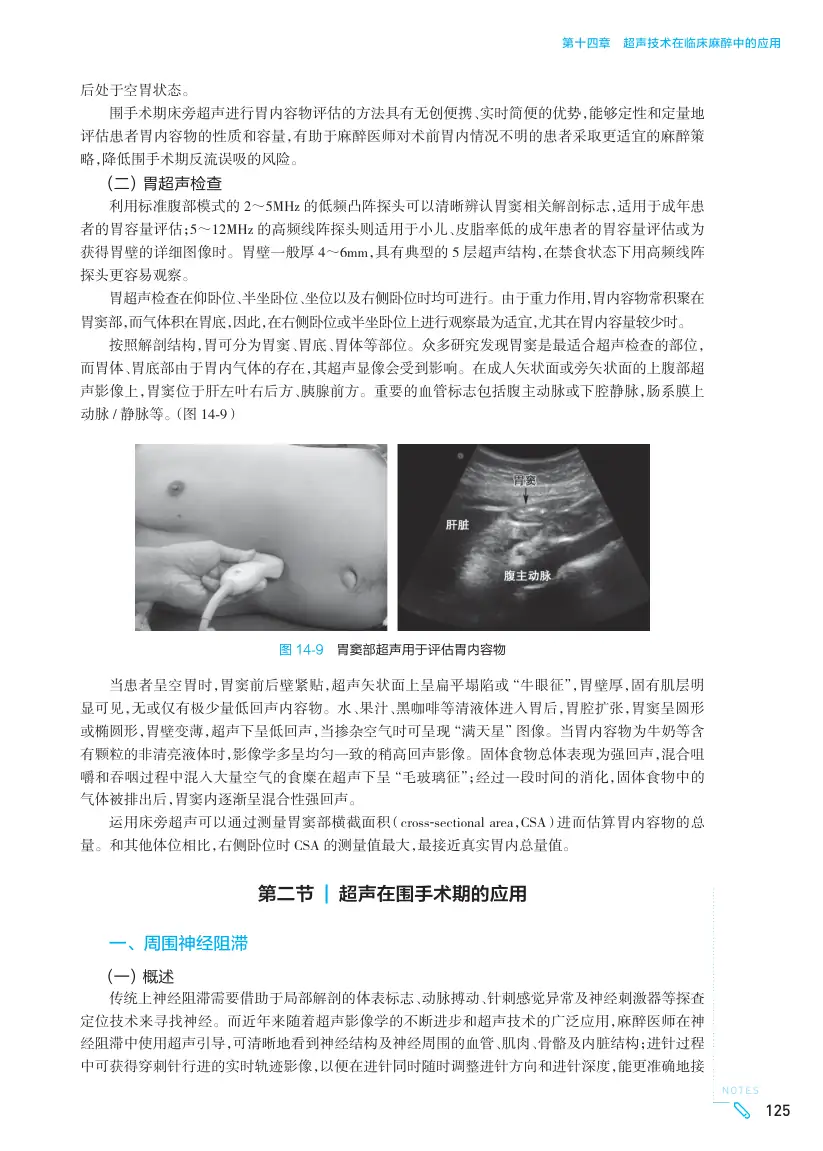 第十四章 超声技术在临床麻醉中的应用
后处于空胃状态。
围手术期床旁超声进行胃内容物评估的方法具有无创便携、实时简便的优势,能够定性和定量地
评估患者胃内容物的性质和容量,有助于麻醉医师对术前胃内情况不明的患者采取更适宜的麻醉策
略,降低围手术期反流误吸的风险。
（二）胃超声检查
利用标准腹部模式的 2～5MHz 的低频凸阵探头可以清晰辨认胃窦相关解剖标志,适用于成年患
者的胃容量评估;5～12MHz 的高频线阵探头则适用于小儿、皮脂率低的成年患者的胃容量评估或为
获得胃壁的详细图像时。胃壁一般厚 4～6mm,具有典型的 5 层超声结构,在禁食状态下用高频线阵
探头更容易观察。
胃超声检查在仰卧位、半坐卧位、坐位以及右侧卧位时均可进行。由于重力作用,胃内容物常积聚在
胃窦部,而气体积在胃底,因此,在右侧卧位或半坐卧位上进行观察最为适宜,尤其在胃内容量较少时。
按照解剖结构,胃可分为胃窦、胃底、胃体等部位。众多研究发现胃窦是最适合超声检查的部位,
而胃体、胃底部由于胃内气体的存在,其超声显像会受到影响。在成人矢状面或旁矢状面的上腹部超
声影像上,胃窦位于肝左叶右后方、胰腺前方。重要的血管标志包括腹主动脉或下腔静脉,肠系膜上
动脉 / 静脉等。（图 14-9）
胃窦
肝脏
腹主动脉
图 14-9 胃窦部超声用于评估胃内容物
当患者呈空胃时,胃窦前后壁紧贴,超声矢状面上呈扁平塌陷或“牛眼征”,胃壁厚,固有肌层明
显可见,无或仅有极少量低回声内容物。水、果汁、黑咖啡等清液体进入胃后,胃腔扩张,胃窦呈圆形
或椭圆形,胃壁变薄,超声下呈低回声,当掺杂空气时可呈现“满天星”图像。当胃内容物为牛奶等含
有颗粒的非清亮液体时,影像学多呈均匀一致的稍高回声影像。固体食物总体表现为强回声,混合咀
嚼和吞咽过程中混入大量空气的食糜在超声下呈“毛玻璃征”;经过一段时间的消化,固体食物中的
气体被排出后,胃窦内逐渐呈混合性强回声。
运用床旁超声可以通过测量胃窦部横截面积（cross-sectional area,CSA）进而估算胃内容物的总
量。和其他体位相比,右侧卧位时 CSA 的测量值最大,最接近真实胃内总量值。
第二节 | 超声在围手术期的应用
一、周围神经阻滞
（一）概述
传统上神经阻滞需要借助于局部解剖的体表标志、动脉搏动、针刺感觉异常及神经刺激器等探查
定位技术来寻找神经。而近年来随着超声影像学的不断进步和超声技术的广泛应用,麻醉医师在神
经阻滞中使用超声引导,可清晰地看到神经结构及神经周围的血管、肌肉、骨骼及内脏结构;进针过程
中可获得穿刺针行进的实时轨迹影像,以便在进针同时随时调整进针方向和进针深度,能更准确地接
NOTES
125